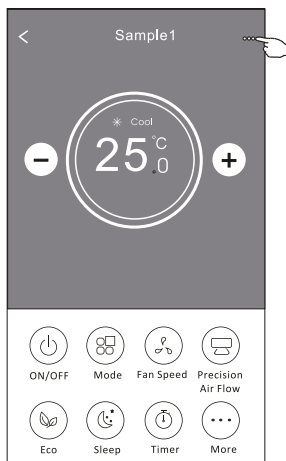 Sample1
Cool
25.0°C
ON/OFF Mode Fan Speed Precision Air Flow
Eco Sleep Timer More